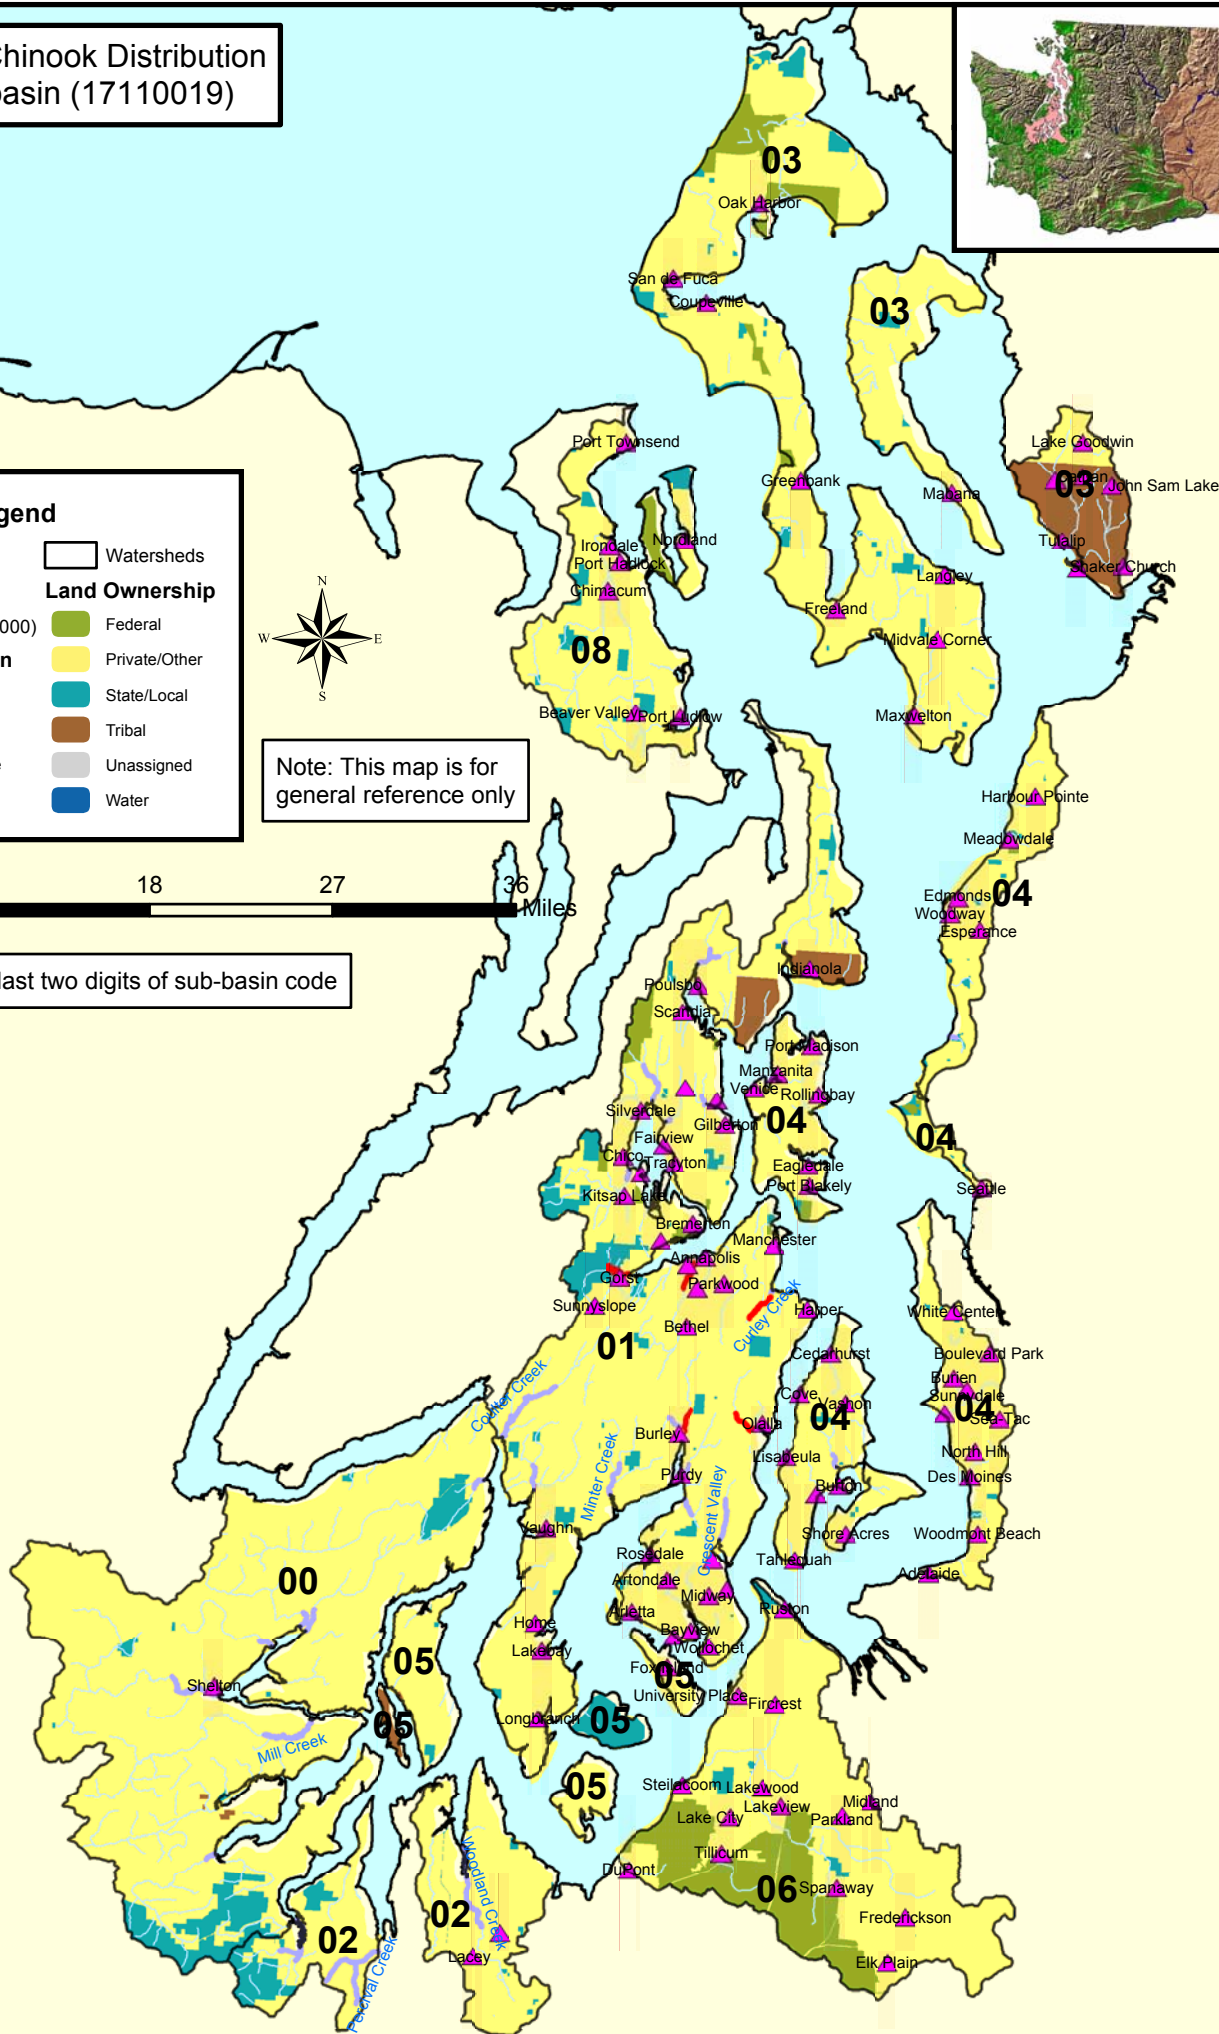 Chinook Distribution
basin (17110019)
03
Oak Harbor
San de Fuca
Coupeville
03
Port Townsend
Lake Goodwin
Greenbank
Mabana
03
John Sam Lake
gend
Watersheds
Land Ownership
000)
Federal
n
Private/Other
State/Local
Tribal
Unassigned
Water
N
W
E
S
Irondale
Port Hadlock
Chimacum
Nordland
Tulalip
Shaker Church
Langley
Freeland
Midvale Corner
08
Beaver Valley
Port Ludlow
Maxwelton
Note: This map is for
general reference only
Harbour Pointe
Meadowdale
18
27
36
Miles
Edmonds
04
Woodway
Esperance
last two digits of sub-basin code
Indianola
Poulsbo
Scandia
Port Madison
Manzanita
Venice
Rollingbay
Silverdale
Gilberton
04
04
Fairview
Chico
Tracyton
Eagledale
Port Blakely
Kitsap Lake
Seattle
Bremerton
Manchester
Annapolis
Gorst
Parkwood
Sunnyslope
Curley Creek
Harper
White Center
Bethel
01
Cedarhurst
Boulevard Park
Coulter Creek
Burien
Sunnydale
Cove
Vashon
04
04
Sea-Tac
Burley
Olalla
Lisabeula
North Hill
Purdy
Minter Creek
Crescent Valley
Burton
Des Moines
Vaughn
Shore Acres
Woodmont Beach
Rosedale
Tahlequah
Adelaide
00
Artondale
Midway
Arletta
Ruston
Home
Bayview
Wollochet
Lakebay
05
Fox Island
05
Shelton
University Place
Fircrest
Longbranch
05
05
Mill Creek
Steilacoom
Lakewood
05
Lakeview
Midland
Lake City
Parkland
Tillicum
DuPont
06
Spanaway
Woodland Creek
02
Frederickson
02
Lacey
Elk Plain
Percival Creek